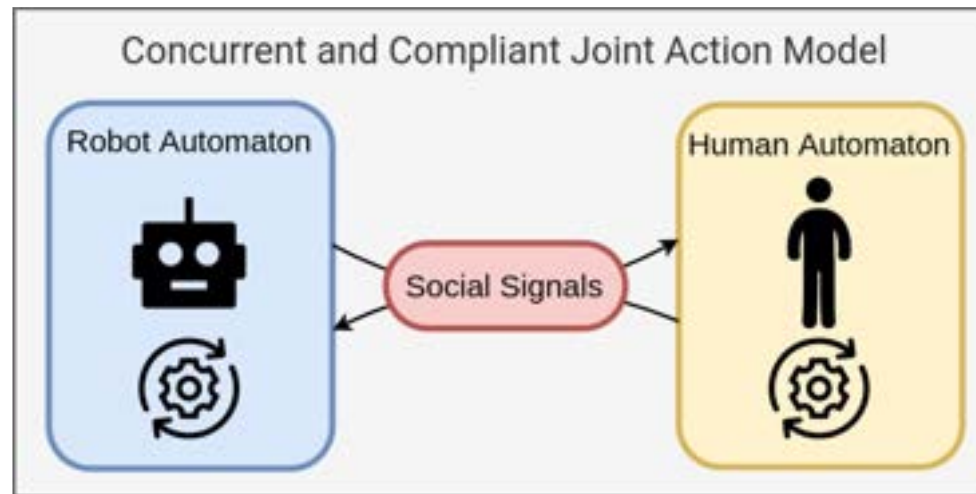 Concurrent and Compliant Joint Action Model
Robot Automaton
Human Automaton
Social Signals